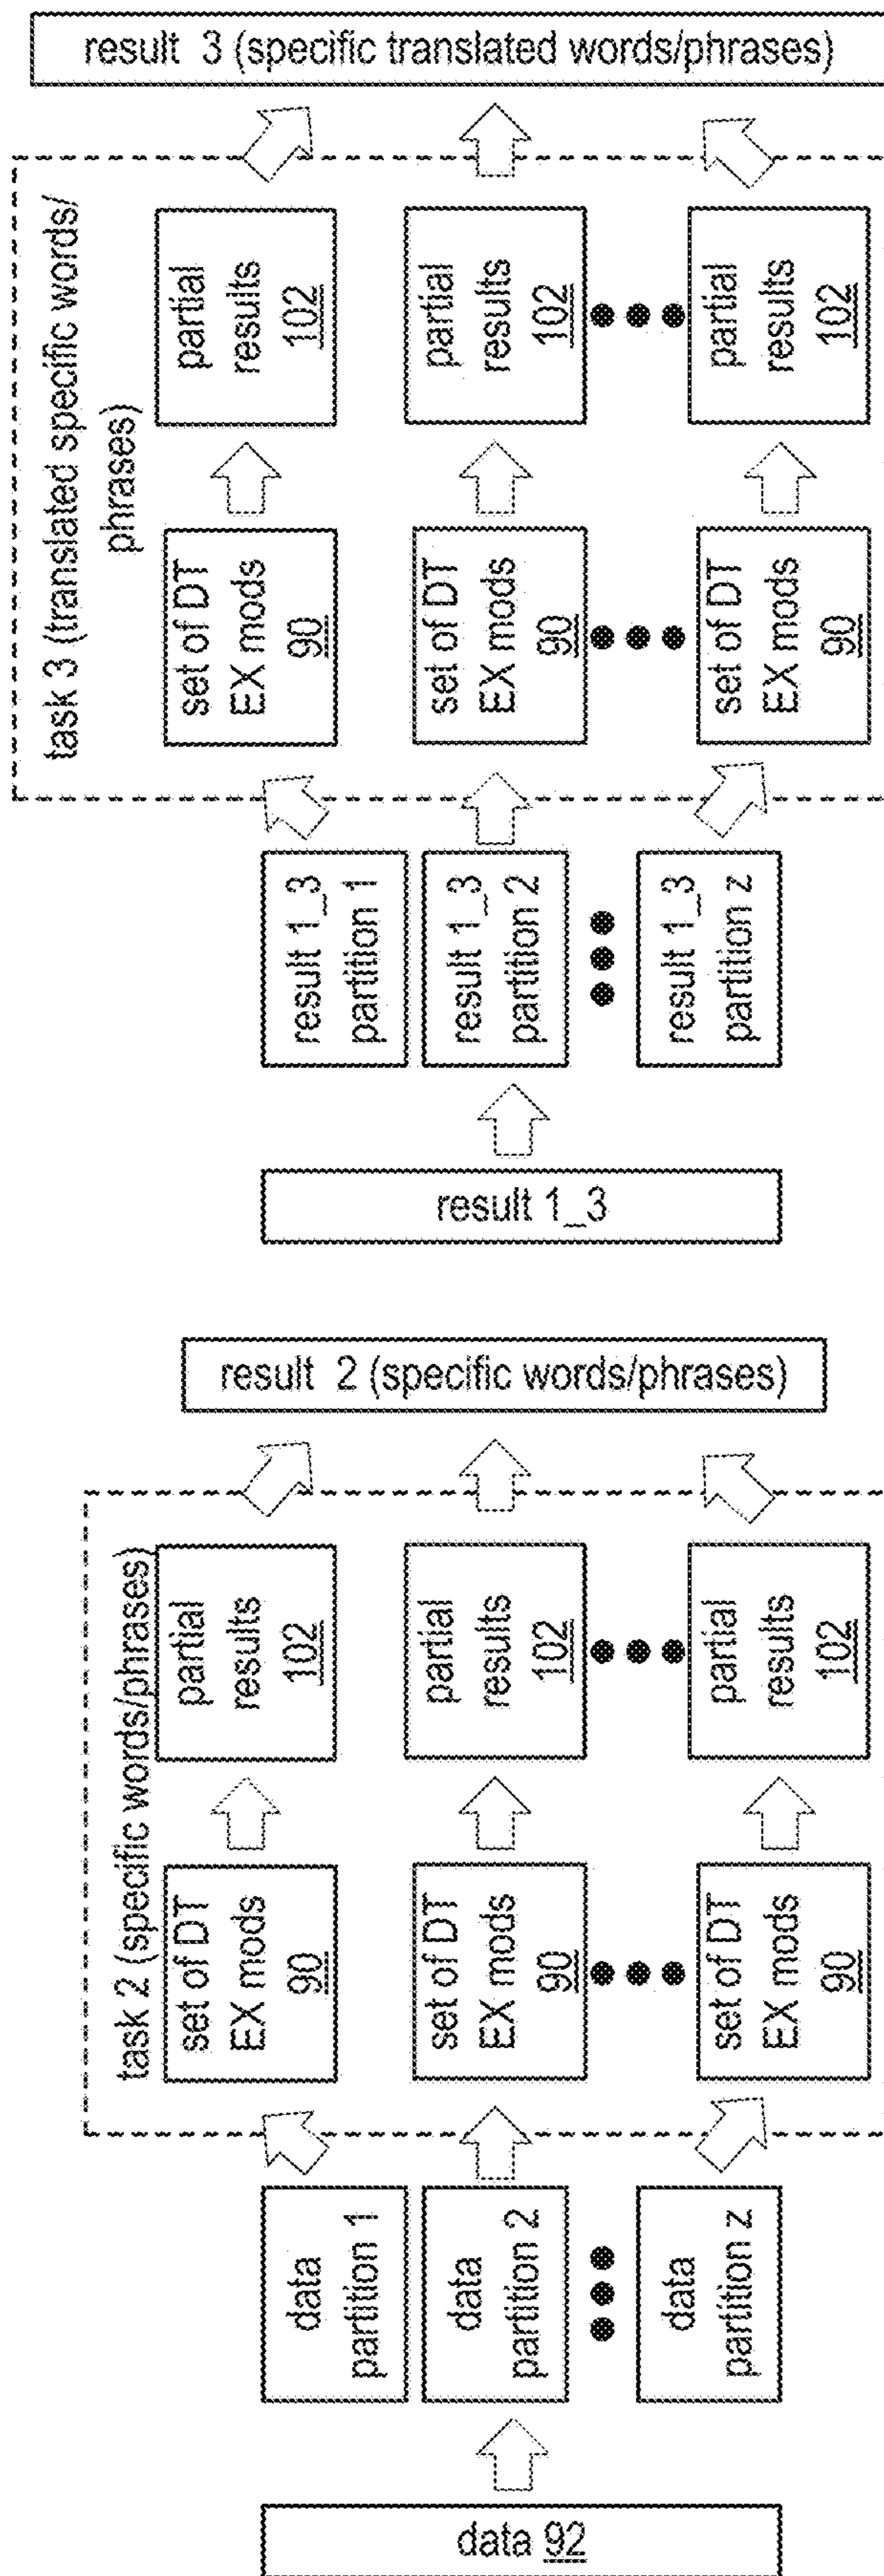 task 2 (specific words/phrases)
data 92
data
partition 1
data
partition 2
data
partition z
set of DT
EX mods
90
set of DT
EX mods
90
set of DT
EX mods
90
partial
results
102
partial
results
102
partial
results
102
result 2 (specific words/phrases)
task 3 (translated specific words/
phrases)
result 1_3
result 1_3
partition 1
result 1_3
partition 2
result 1_3
partition z
set of DT
EX mods
90
set of DT
EX mods
90
set of DT
EX mods
90
partial
results
102
partial
results
102
partial
results
102
result 3 (specific translated words/phrases)